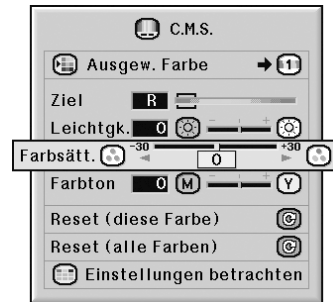 C.M.S.
Ausgew. Farbe 1
Ziel R
Leichtgk. 0 - +
Farbsätt. -30 0 +30
Farbton 0 M - + Y
Reset (diese Farbe)
Reset (alle Farben)
Einstellungen betrachten